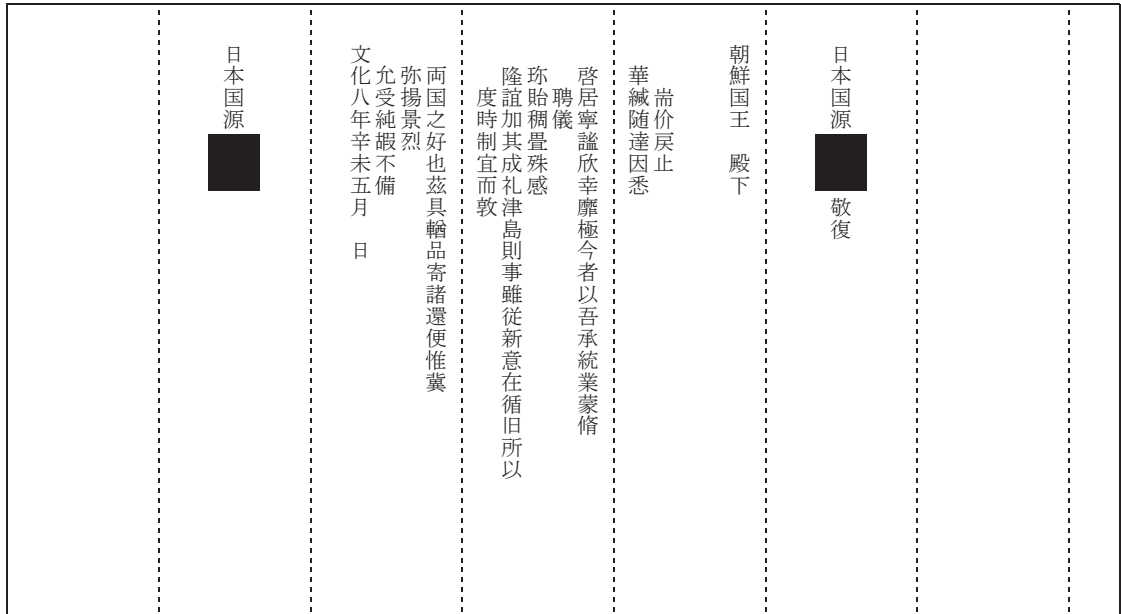 日本国源■敬復
朝鮮国王　殿下
耑价戻止
華緘随達因悉
啓居寧謐欣幸靡極今者以吾承統業蒙脩
聘儀
珎貽稠畳殊感
隆誼加其成礼津島則事雖従新意在循旧所以
度時制宜而敦
両国之好也茲具輶品寄諸還便惟冀
弥揚景烈
允受純嘏不備
文化八年辛未五月　日
日本国源■